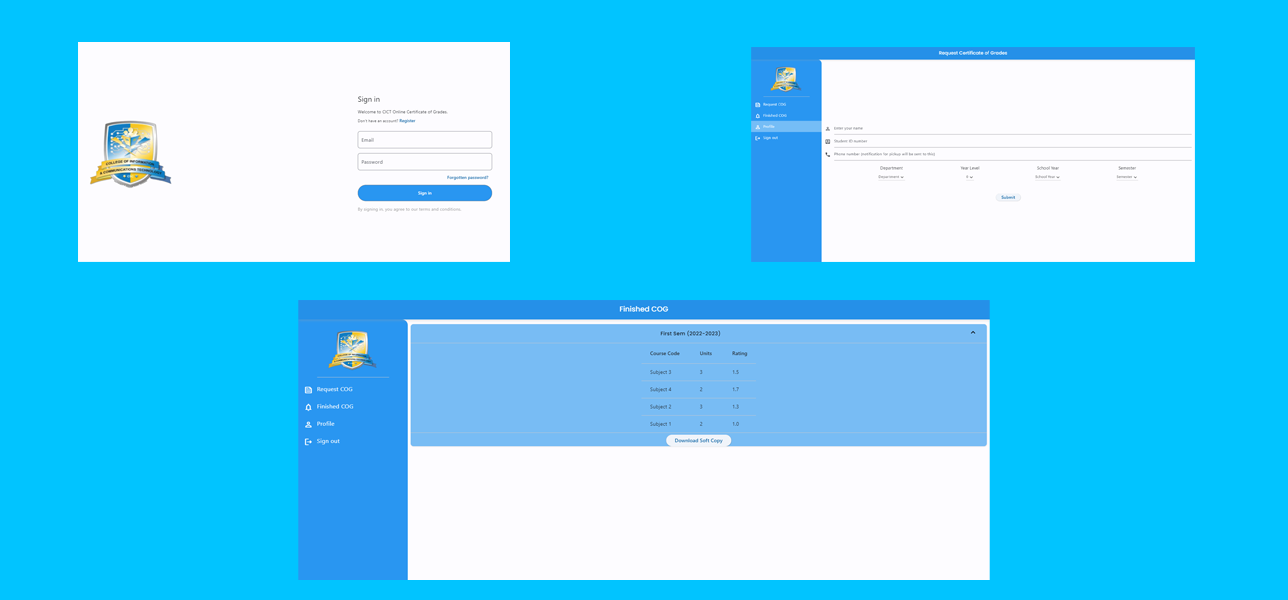 Sign in
Welcome to CICT Online Certificate of Grades.
Don't have an account? Register
Email
Password
Forgotten password?
Sign in
By signing in, you agree to our terms and conditions.
COLLEGE OF INFORMATION
& COMMUNICATIONS TECHNOLOGY
Request Certificate of Grades
Request COG
Finished COG
Profile
Sign out
Enter your name
Student ID number
Phone number (notification for pickup will be sent to this)
Department Year Level School Year Semester
Department 0 School Year Semester
Submit
Finished COG
Request COG
Finished COG
Profile
Sign out
First Sem (2022-2023)
Course Code Units Rating
Subject 3 3 1.5
Subject 4 2 1.7
Subject 2 3 1.3
Subject 1 2 1.0
Download Soft Copy